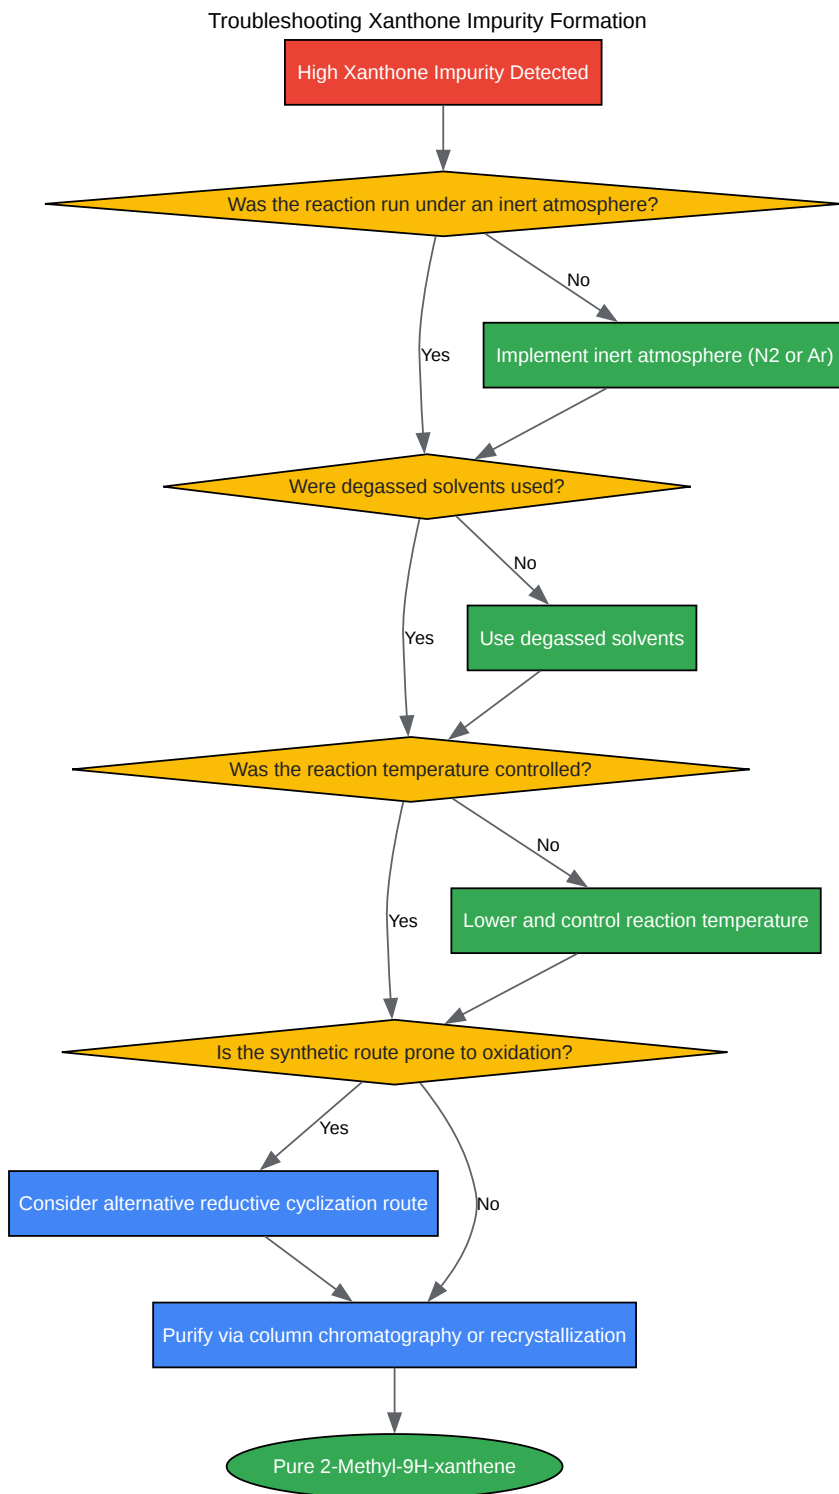 Troubleshooting Xanthone Impurity Formation
High Xanthone Impurity Detected
Was the reaction run under an inert atmosphere?
No
Yes
Implement inert atmosphere (N2 or Ar)
Were degassed solvents used?
No
Yes
Use degassed solvents
Was the reaction temperature controlled?
No
Yes
Lower and control reaction temperature
Is the synthetic route prone to oxidation?
Yes
No
Consider alternative reductive cyclization route
Purify via column chromatography or recrystallization
Pure 2-Methyl-9H-xanthene